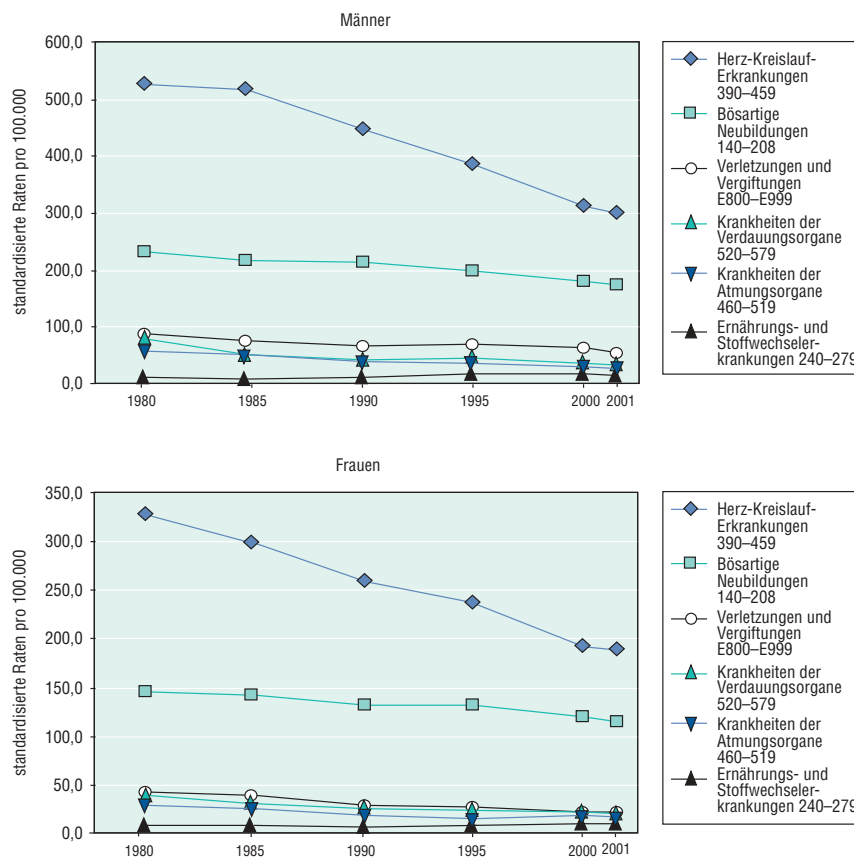 Männer
standardisierte Raten pro 100.000
600,0
500,0
400,0
300,0
200,0
100,0
0,0
1980 1985 1990 1995 2000 2001
Herz-Kreislauf-
Erkrankungen
390–459
Bösartige
Neubildungen
140–208
Verletzungen und
Vergiftungen
E800–E999
Krankheiten der
Verdauungsorgane
520–579
Krankheiten der
Atmungsorgane
460–519
Ernährungs- und
Stoffwechseler-
krankungen 240–279
Frauen
standardisierte Raten pro 100.000
350,0
300,0
250,0
200,0
150,0
100,0
50,0
0,0
1980 1985 1990 1995 2000 2001
Herz-Kreislauf-
Erkrankungen
390–459
Bösartige
Neubildungen
140–208
Verletzungen und
Vergiftungen
E800–E999
Krankheiten der
Verdauungsorgane
520–579
Krankheiten der
Atmungsorgane
460–519
Ernährungs- und
Stoffwechseler-
krankungen 240–279